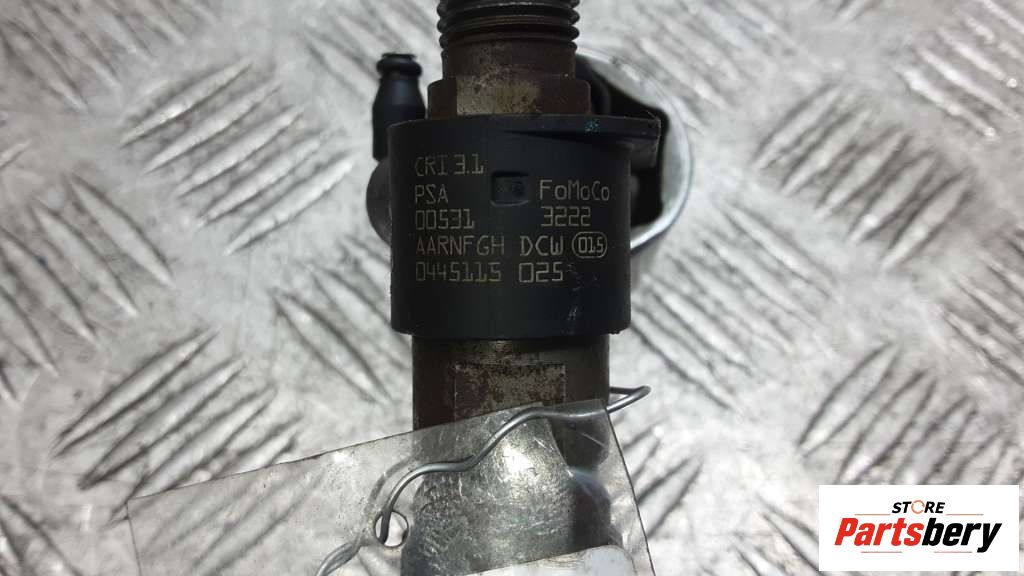 CRI 3.1
PSA FoMoCo
00531 3222
AARNFGH DCW 015
0445115 025
STORE
Partsbery